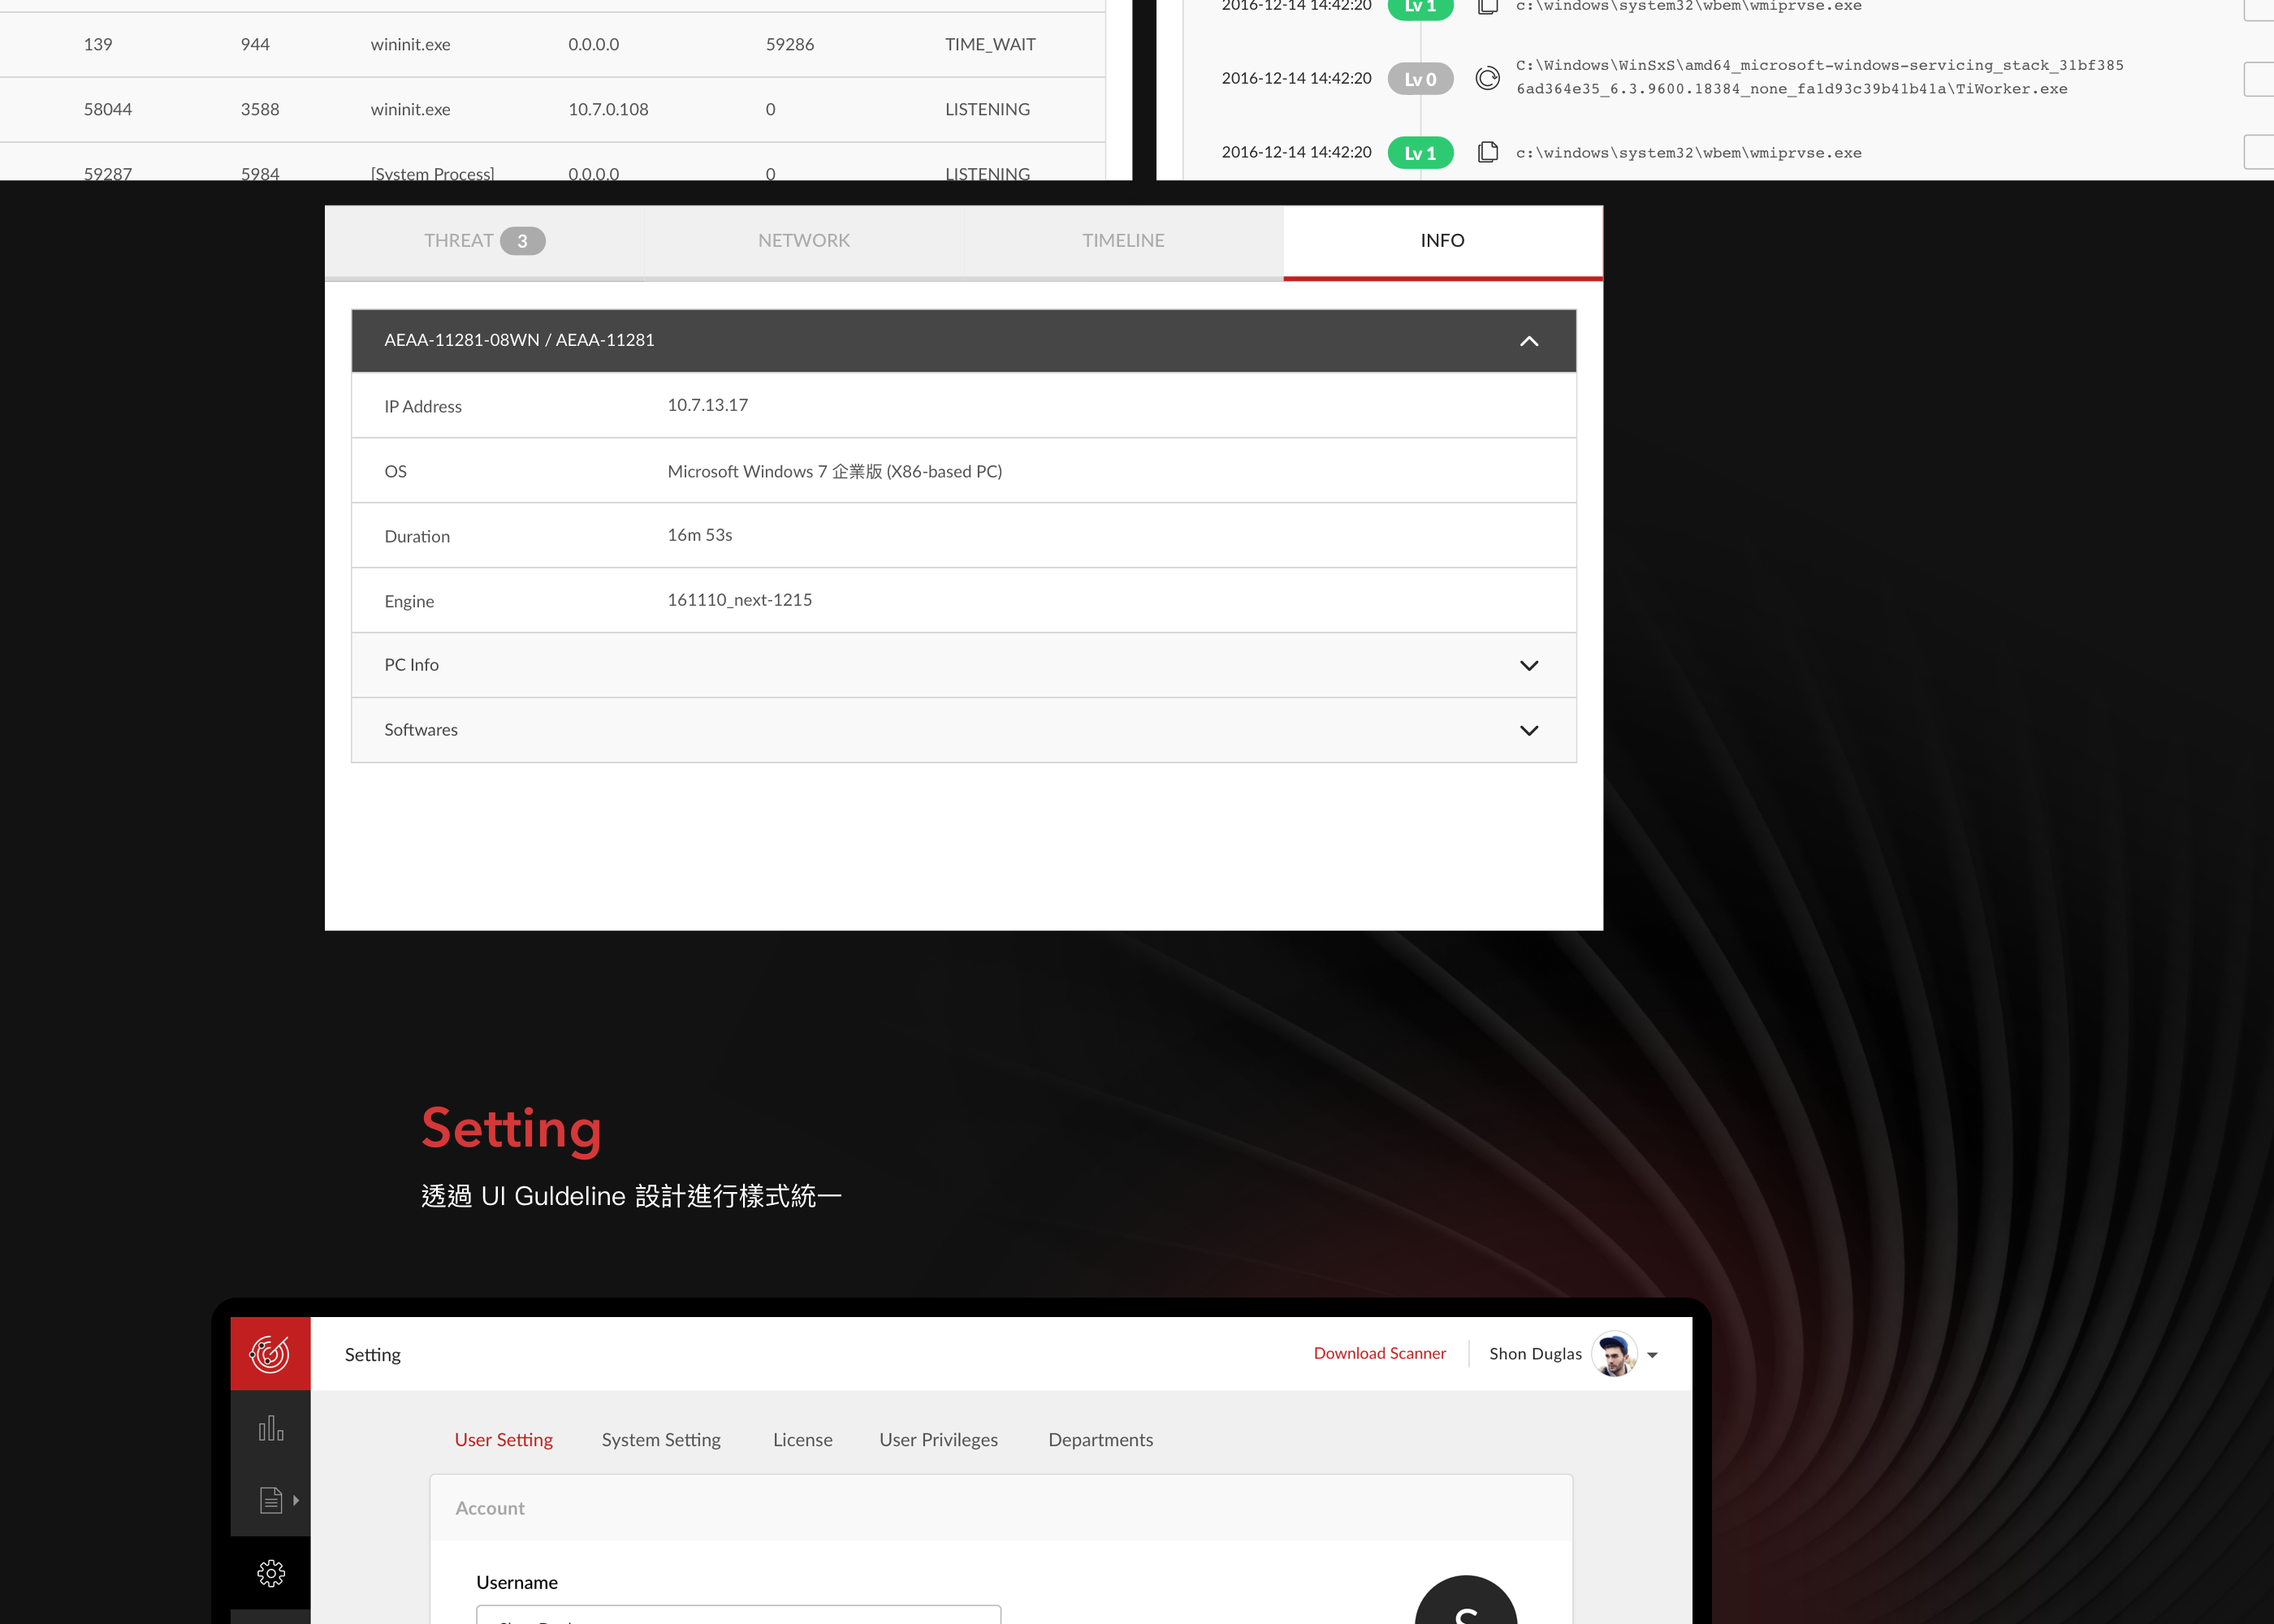 139 944 wininit.exe 0.0.0.0 59286 TIME_WAIT
58044 3588 wininit.exe 10.7.0.108 0 LISTENING
59287 5984 [System Process] 0.0.0.0 0 LISTENING
2016-12-14 14:42:20 Lv 1 c:\windows\system32\wbem\wmiprvse.exe
2016-12-14 14:42:20 Lv 0 C:\Windows\WinSxS\amd64_microsoft-windows-servicing_stack_31bf385
6ad364e35_6.3.9600.18384_none_fa1d93c39b41b41a\TiWorker.exe
2016-12-14 14:42:20 Lv 1 c:\windows\system32\wbem\wmiprvse.exe
THREAT 3 NETWORK TIMELINE INFO
AEAA-11281-08WN / AEAA-11281
IP Address 10.7.13.17
OS Microsoft Windows 7 企業版 (X86-based PC)
Duration 16m 53s
Engine 161110_next-1215
PC Info
Softwares
Setting
透過 UI Guldeline 設計進行樣式統一
Setting Download Scanner Shon Duglas
User Setting System Setting License User Privileges Departments
Account
Username
S